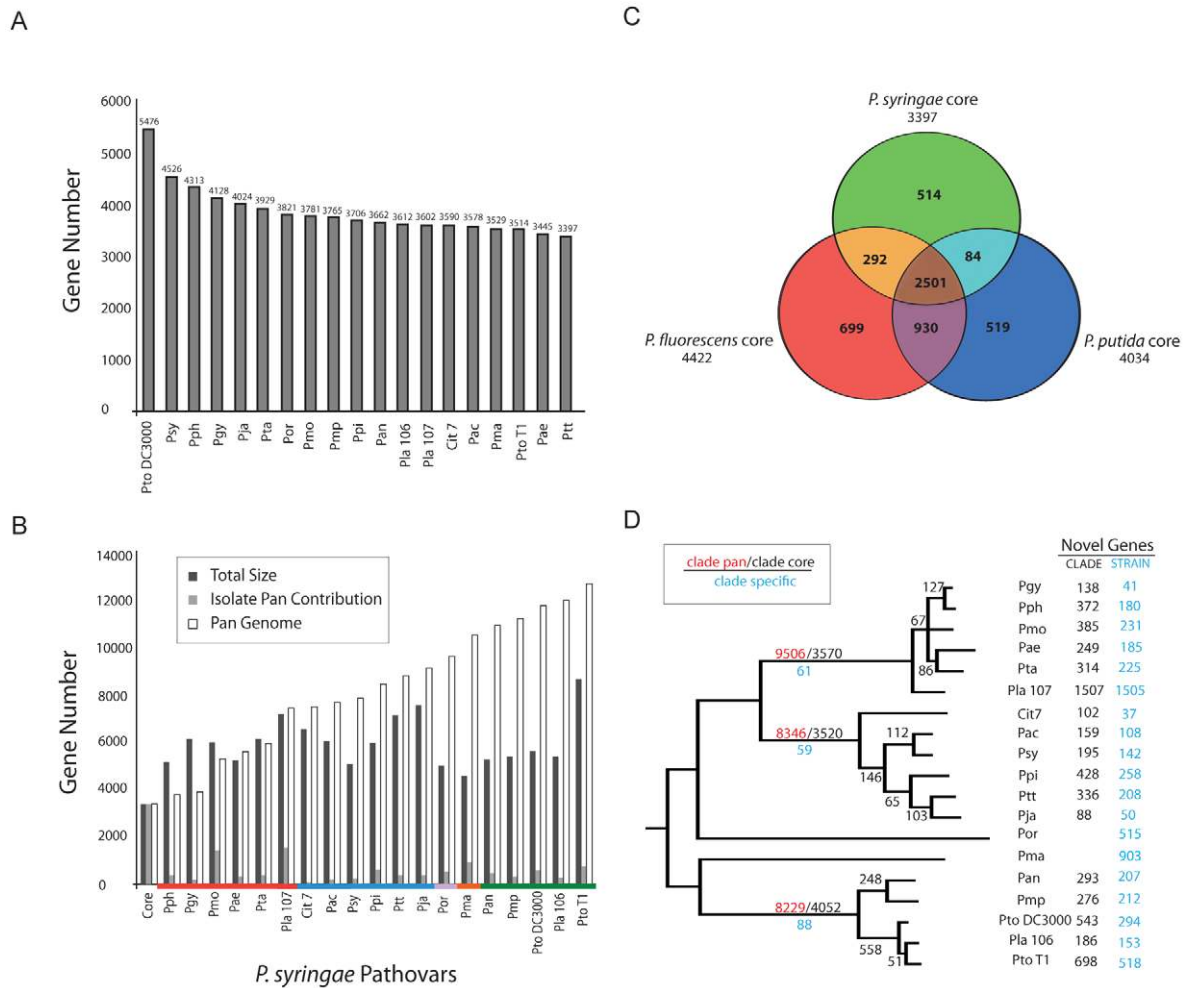 A
Gene Number
6000
5000
4000
3000
2000
1000
0
5476
4526
4313
4128
4024
3929
3821
3781
3765
3706
3662
3612
3602
3590
3578
3529
3514
3445
3397
Pto DC3000
Psy
Pph
Pgy
Pja
Pta
Por
Pmo
Pmp
Ppi
Pan
Pla 106
Pla 107
Cit 7
Pac
Pma
Pto T1
Pae
Ptt
C
P. syringae core
3397
514
292
84
2501
699
930
519
P. fluorescens core
4422
P. putida core
4034
B
Gene Number
14000
12000
10000
8000
6000
4000
2000
0
Total Size
Isolate Pan Contribution
Pan Genome
Core
Pph
Pgy
Pmo
Pae
Pta
Pla 107
Cit 7
Pac
Psy
Ppi
Ptt
Pja
Por
Pma
Pan
Pmp
Pto DC3000
Pla 106
Pto T1
P. syringae Pathovars
D
clade pan/clade core
clade specific
Novel Genes
CLADE STRAIN
127
67
86
9506/3570
61
8346/3520
59
112
146
65
103
248
8229/4052
88
558
51
Pgy 138 41
Pph 372 180
Pmo 385 231
Pae 249 185
Pta 314 225
Pla 107 1507 1505
Cit7 102 37
Pac 159 108
Psy 195 142
Ppi 428 258
Ptt 336 208
Pja 88 50
Por 515
Pma 903
Pan 293 207
Pmp 276 212
Pto DC3000 543 294
Pla 106 186 153
Pto T1 698 518